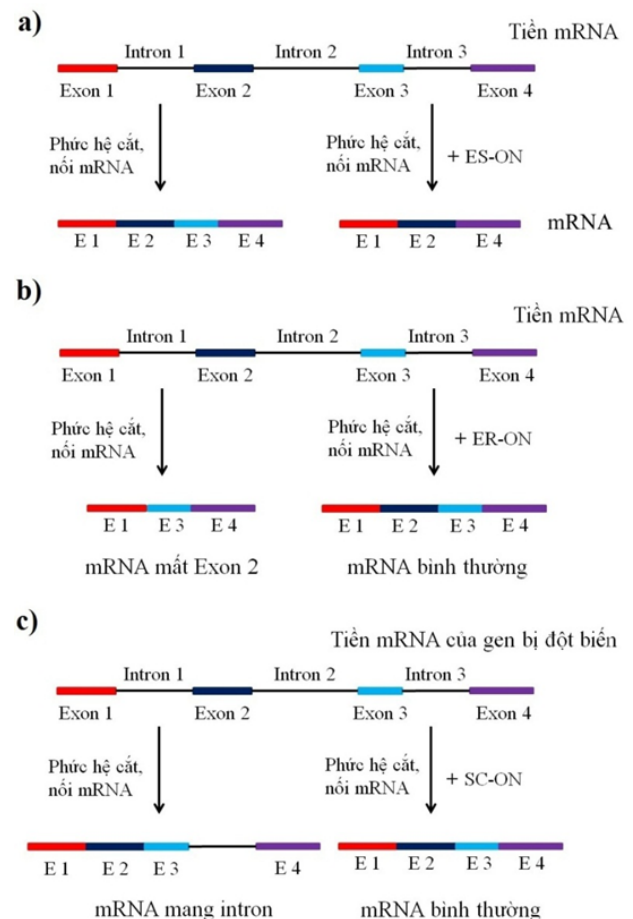 a)
Tiền mRNA
Intron 1 Intron 2 Intron 3
Exon 1 Exon 2 Exon 3 Exon 4
Phức hệ cắt,
nối mRNA
Phức hệ cắt,
nối mRNA
+ ES-ON
mRNA
E 1 E 2 E 3 E 4
E 1 E 2 E 4
b)
Tiền mRNA
Intron 1 Intron 2 Intron 3
Exon 1 Exon 2 Exon 3 Exon 4
Phức hệ cắt,
nối mRNA
Phức hệ cắt,
nối mRNA
+ ER-ON
E 1 E 3 E 4
E 1 E 2 E 3 E 4
mRNA mất Exon 2
mRNA bình thường
c)
Tiền mRNA của gen bị đột biến
Intron 1 Intron 2 Intron 3
Exon 1 Exon 2 Exon 3 Exon 4
Phức hệ cắt,
nối mRNA
Phức hệ cắt,
nối mRNA
+ SC-ON
E 1 E 2 E 3 E 4
E 1 E 2 E 3 E 4
mRNA mang intron
mRNA bình thường